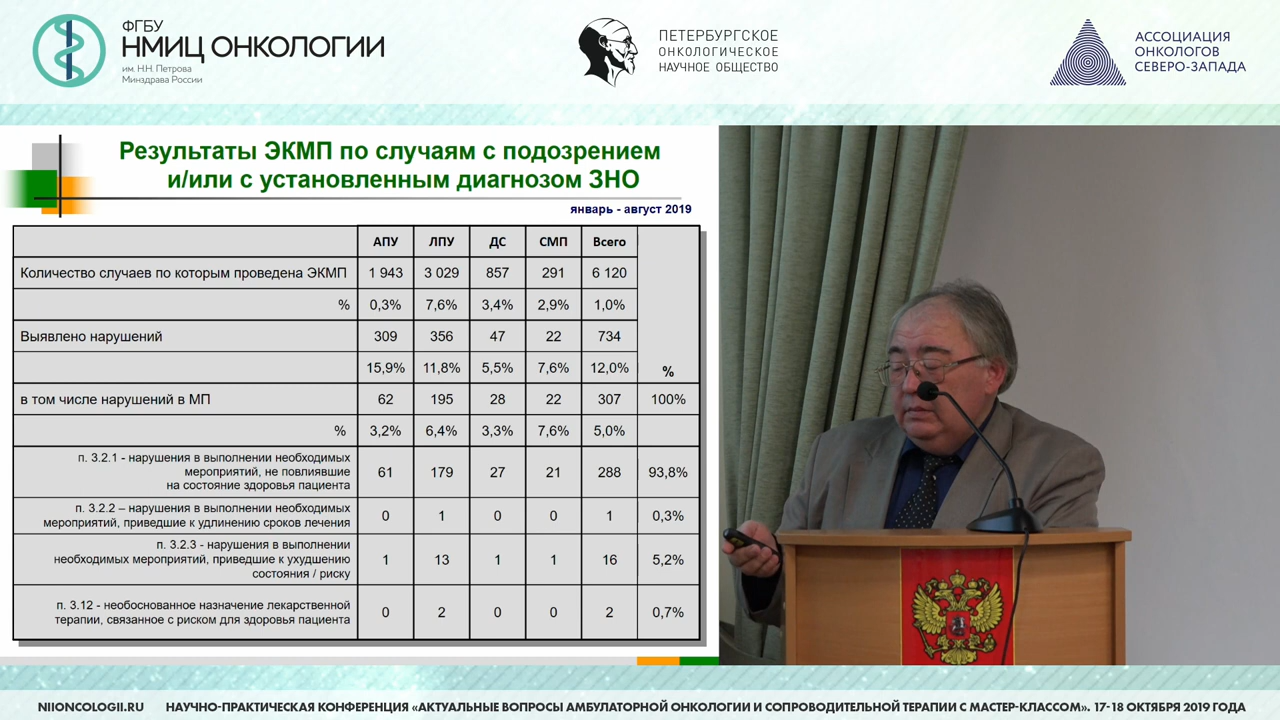 ФГБУ
НМИЦ ОНКОЛОГИИ
им. Н.Н. Петрова
Минздрава России
ПЕТЕРБУРГСКОЕ
ОНКОЛОГИЧЕСКОЕ
НАУЧНОЕ ОБЩЕСТВО
АССОЦИАЦИЯ
ОНКОЛОГОВ
СЕВЕРО-ЗАПАДА
Результаты ЭКМП по случаям с подозрением
и/или с установленным диагнозом ЗНО
январь - август 2019
АПУ ЛПУ ДС СМП Всего
Количество случаев по которым проведена ЭКМП 1 943 3 029 857 291 6 120
% 0,3% 7,6% 3,4% 2,9% 1,0%
Выявлено нарушений 309 356 47 22 734
15,9% 11,8% 5,5% 7,6% 12,0% %
в том числе нарушений в МП 62 195 28 22 307 100%
% 3,2% 6,4% 3,3% 7,6% 5,0%
п. 3.2.1 - нарушения в выполнении необходимых
мероприятий, не повлиявшие
на состояние здоровья пациента
61 179 27 21 288 93,8%
п. 3.2.2 – нарушения в выполнении необходимых
мероприятий, приведшие к удлинению сроков лечения
0 1 0 0 1 0,3%
п. 3.2.3 - нарушения в выполнении
необходимых мероприятий, приведшие к ухудшению
состояния / риску
1 13 1 1 16 5,2%
п. 3.12 - необоснованное назначение лекарственной
терапии, связанное с риском для здоровья пациента
0 2 0 0 2 0,7%
NIIONCOLOGII.RU НАУЧНО-ПРАКТИЧЕСКАЯ КОНФЕРЕНЦИЯ «АКТУАЛЬНЫЕ ВОПРОСЫ АМБУЛАТОРНОЙ ОНКОЛОГИИ И СОПРОВОДИТЕЛЬНОЙ ТЕРАПИИ С МАСТЕР-КЛАССОМ». 17-18 ОКТЯБРЯ 2019 ГОДА